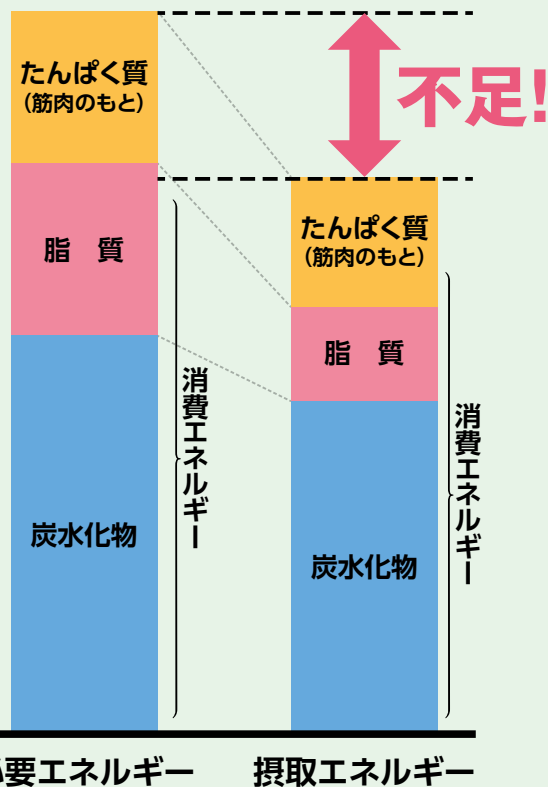 たんぱく質
(筋肉のもと)
脂 質
炭水化物
消費エネルギー
不足!
たんぱく質
(筋肉のもと)
脂 質
炭水化物
消費エネルギー
必要エネルギー
摂取エネルギー